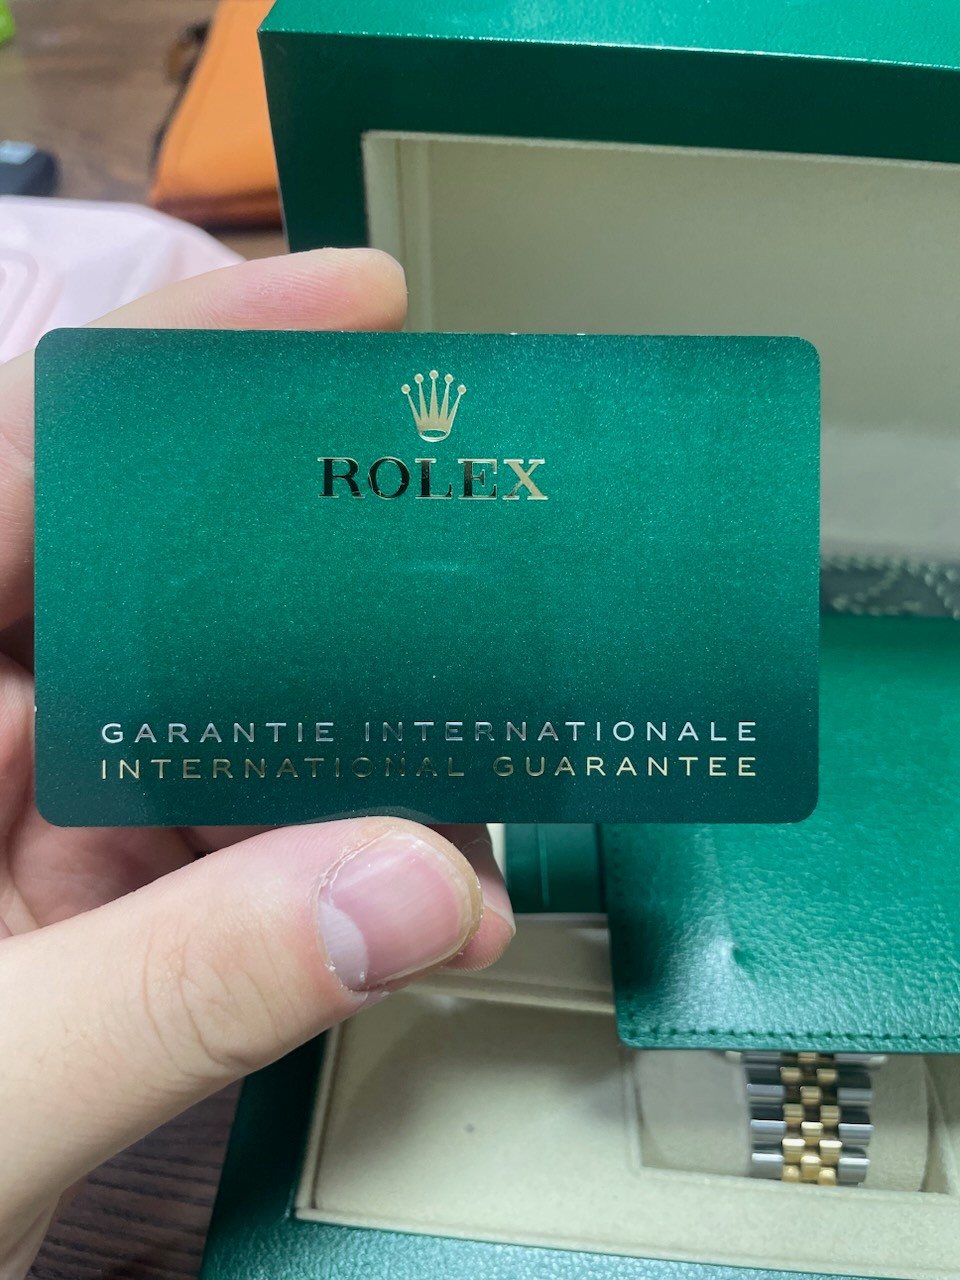 ROLEX
GARANTIE INTERNATIONALE
INTERNATIONAL GUARANTEE